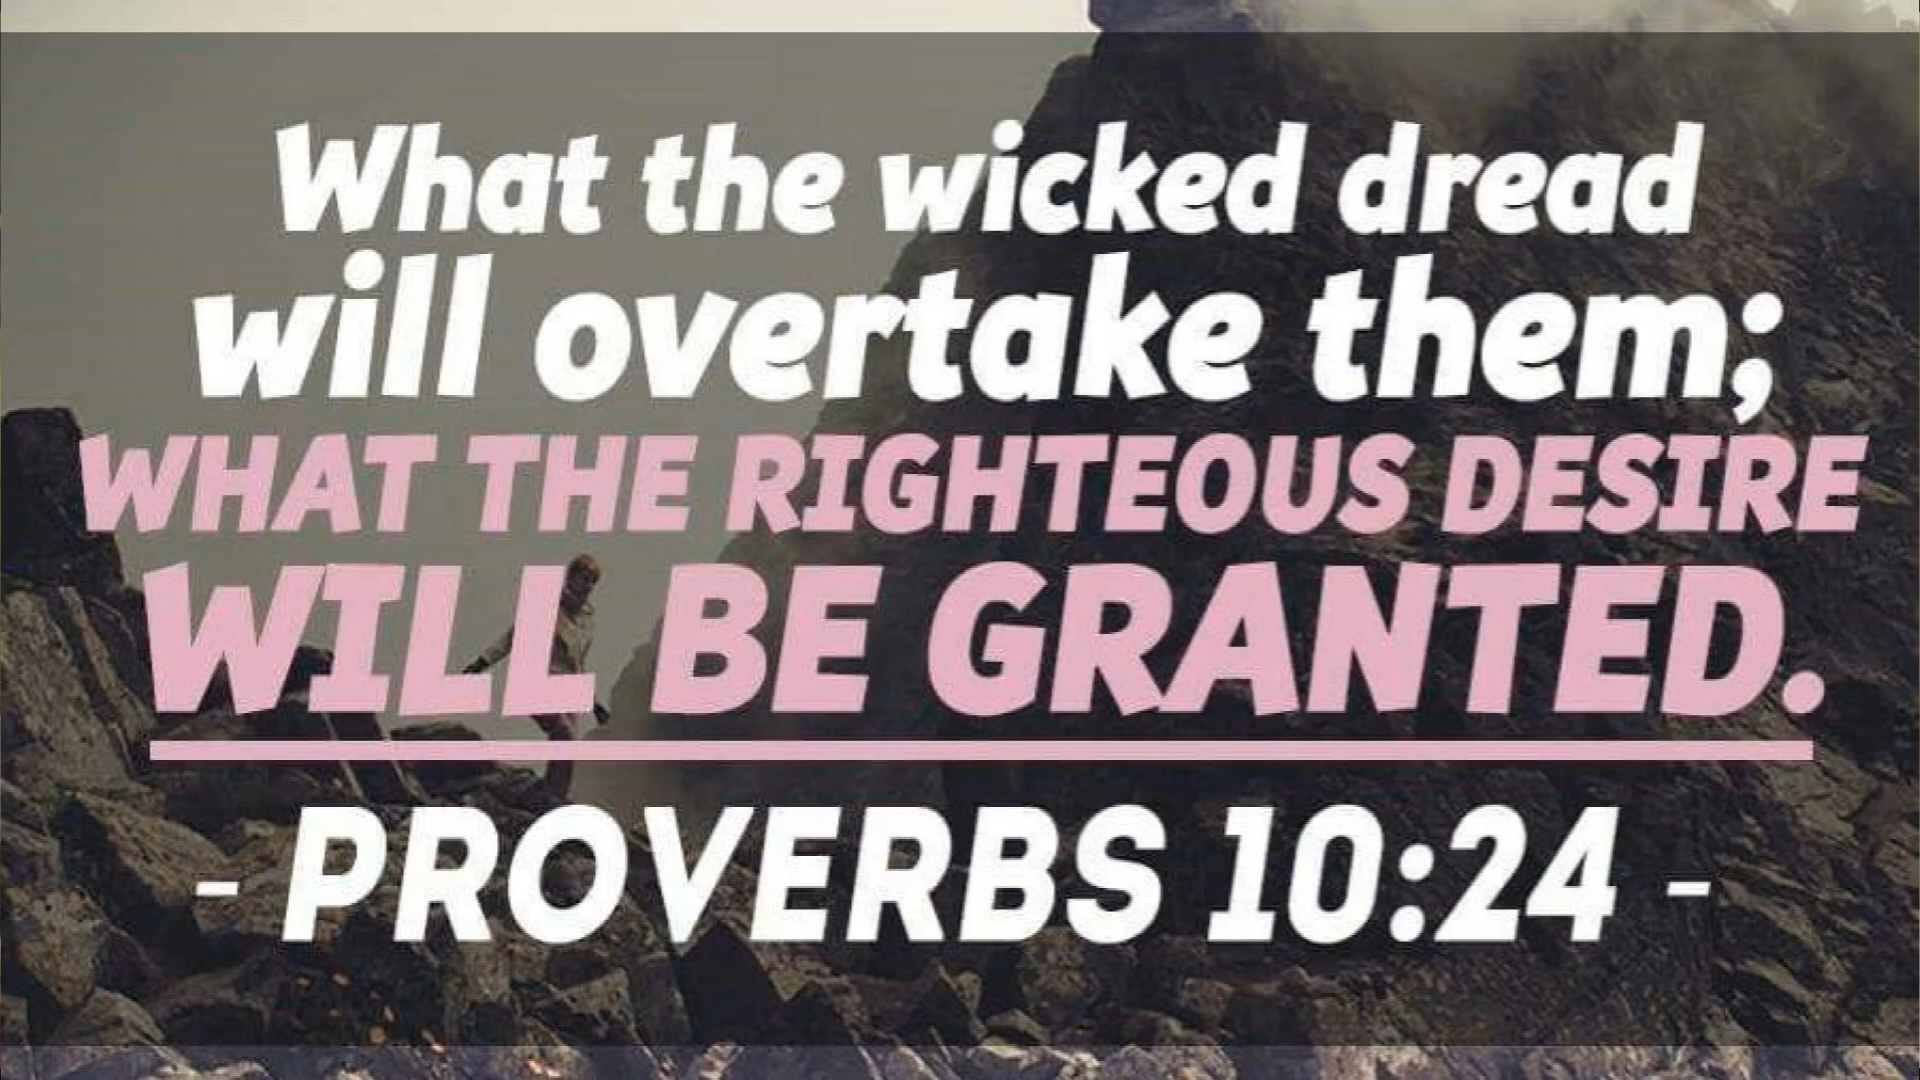 What the wicked dread
will overtake them;
WHAT THE RIGHTEOUS DESIRE
WILL BE GRANTED.
- PROVERBS 10:24 -